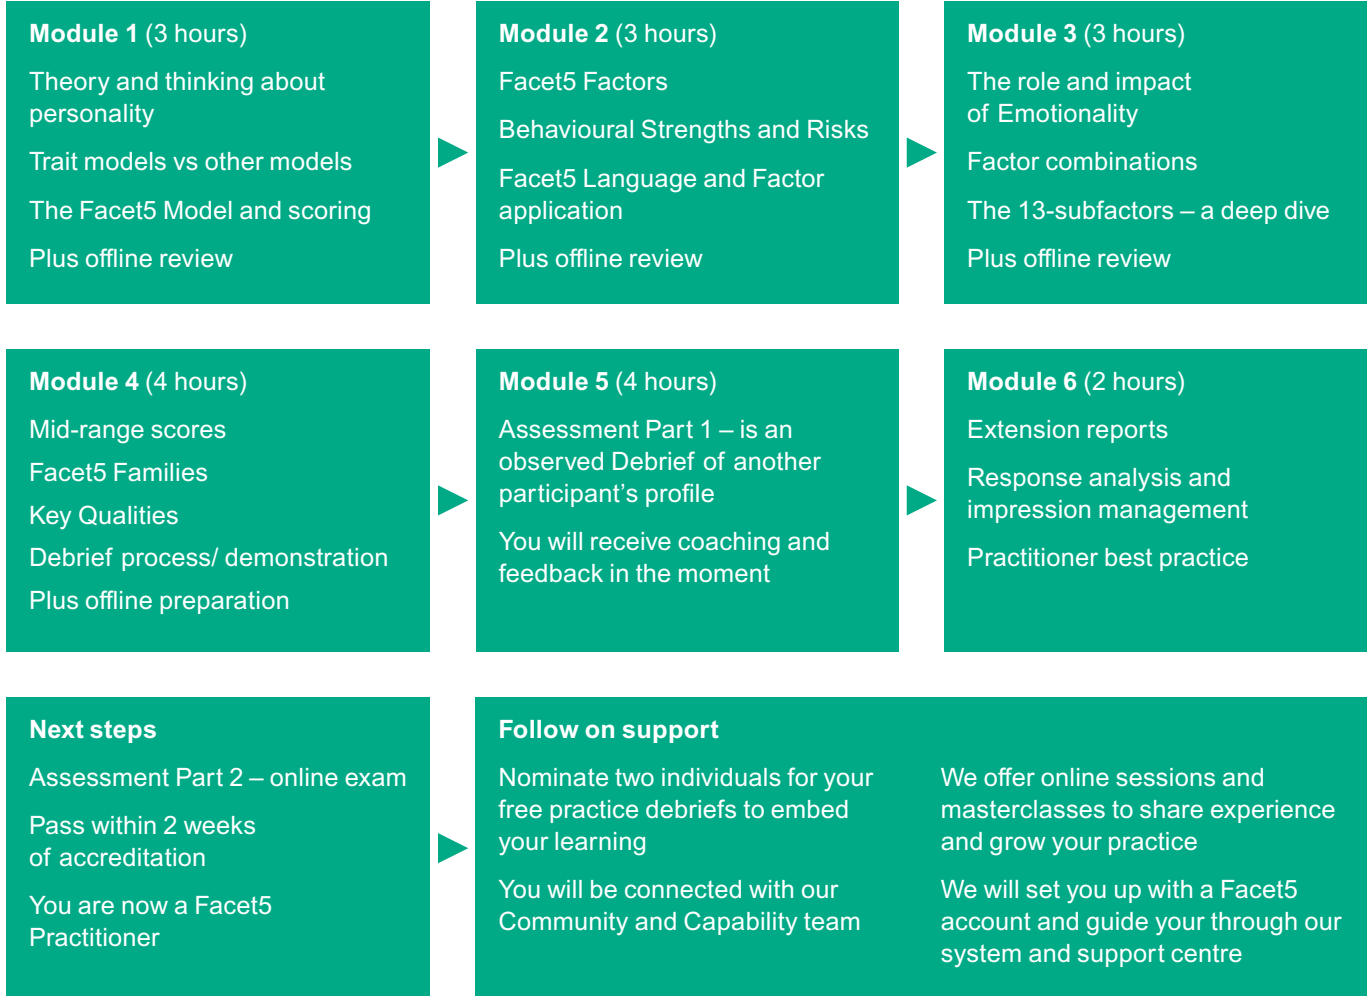 Module 1 (3 hours)
Theory and thinking about
personality
Trait models vs other models
The Facet5 Model and scoring
Plus offline review
Module 2 (3 hours)
Facet5 Factors
Behavioural Strengths and Risks
Facet5 Language and Factor
application
Plus offline review
Module 3 (3 hours)
The role and impact
of Emotionality
Factor combinations
The 13-subfactors – a deep dive
Plus offline review
Module 4 (4 hours)
Mid-range scores
Facet5 Families
Key Qualities
Debrief process/ demonstration
Plus offline preparation
Module 5 (4 hours)
Assessment Part 1 – is an
observed Debrief of another
participant’s profile
You will receive coaching and
feedback in the moment
Module 6 (2 hours)
Extension reports
Response analysis and
impression management
Practitioner best practice
Next steps
Assessment Part 2 – online exam
Pass within 2 weeks
of accreditation
You are now a Facet5
Practitioner
Follow on support
Nominate two individuals for your
free practice debriefs to embed
your learning
You will be connected with our
Community and Capability team
We offer online sessions and
masterclasses to share experience
and grow your practice
We will set you up with a Facet5
account and guide your through our
system and support centre